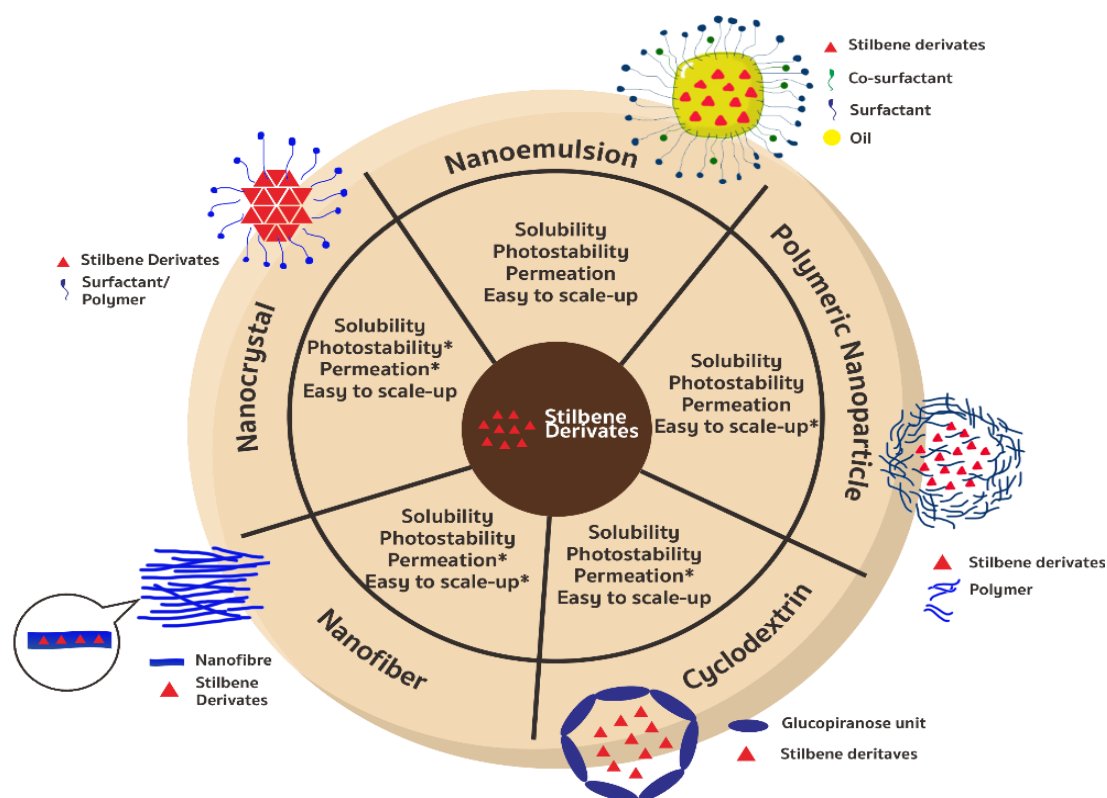 Stilbene derivates
Co-surfactant
Surfactant
Oil
Nanoemulsion
Solubility
Photostability
Permeation
Easy to scale-up
Stilbene Derivates
Surfactant/
Polymer
Nanocrystal
Solubility
Photostability*
Permeation*
Easy to scale-up
Polymeric Nanoparticle
Solubility
Photostability
Permeation
Easy to scale-up*
Stilbene
Derivates
Stilbene derivates
Polymer
Nanofiber
Solubility
Photostability
Permeation*
Easy to scale-up*
Nanofibre
Stilbene
Derivates
Cyclodextrin
Solubility
Photostability
Permeation*
Easy to scale-up
Glucopiranose unit
Stilbene deritaves